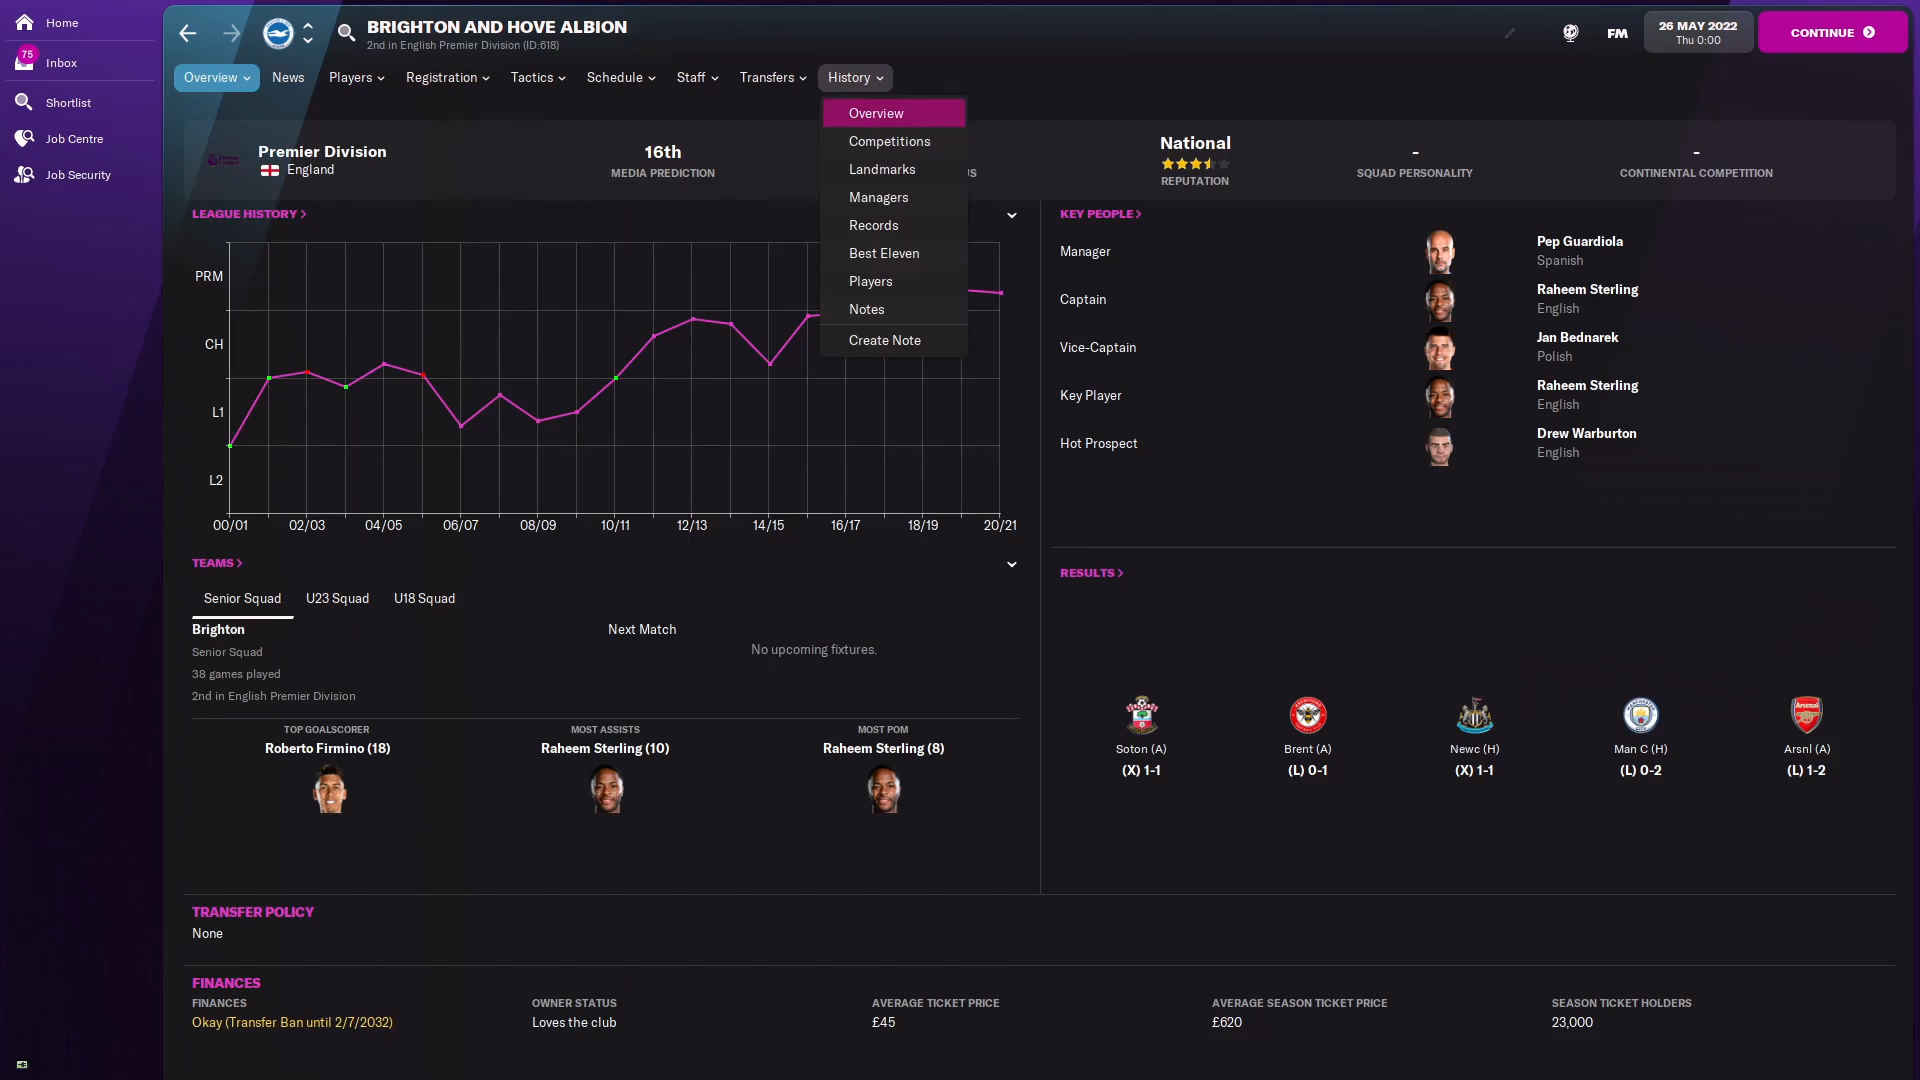 Home
75
Inbox
Shortlist
Job Centre
Job Security
BRIGHTON AND HOVE ALBION
2nd in English Premier Division (ID:618)
FM
26 MAY 2022
Thu 0:00
CONTINUE
Overview
News
Players
Registration
Tactics
Schedule
Staff
Transfers
History
Overview
Competitions
Landmarks
Managers
Records
Best Eleven
Players
Notes
Create Note
Premier Division
England
16th
MEDIA PREDICTION
US
National
REPUTATION
-
SQUAD PERSONALITY
-
CONTINENTAL COMPETITION
LEAGUE HISTORY
PRM
CH
L1
L2
00/01 02/03 04/05 06/07 08/09 10/11 12/13 14/15 16/17 18/19 20/21
KEY PEOPLE
Manager
Pep Guardiola
Spanish
Captain
Raheem Sterling
English
Vice-Captain
Jan Bednarek
Polish
Key Player
Raheem Sterling
English
Hot Prospect
Drew Warburton
English
TEAMS
Senior Squad
U23 Squad
U18 Squad
Brighton
Senior Squad
38 games played
2nd in English Premier Division
Next Match
No upcoming fixtures.
TOP GOALSCORER
Roberto Firmino (18)
MOST ASSISTS
Raheem Sterling (10)
MOST POM
Raheem Sterling (8)
RESULTS
Soton (A)
(X) 1-1
Brent (A)
(L) 0-1
Newc (H)
(X) 1-1
Man C (H)
(L) 0-2
Arsenal
Arsnl (A)
(L) 1-2
TRANSFER POLICY
None
FINANCES
FINANCES
Okay (Transfer Ban until 2/7/2032)
OWNER STATUS
Loves the club
AVERAGE TICKET PRICE
£45
AVERAGE SEASON TICKET PRICE
£620
SEASON TICKET HOLDERS
23,000